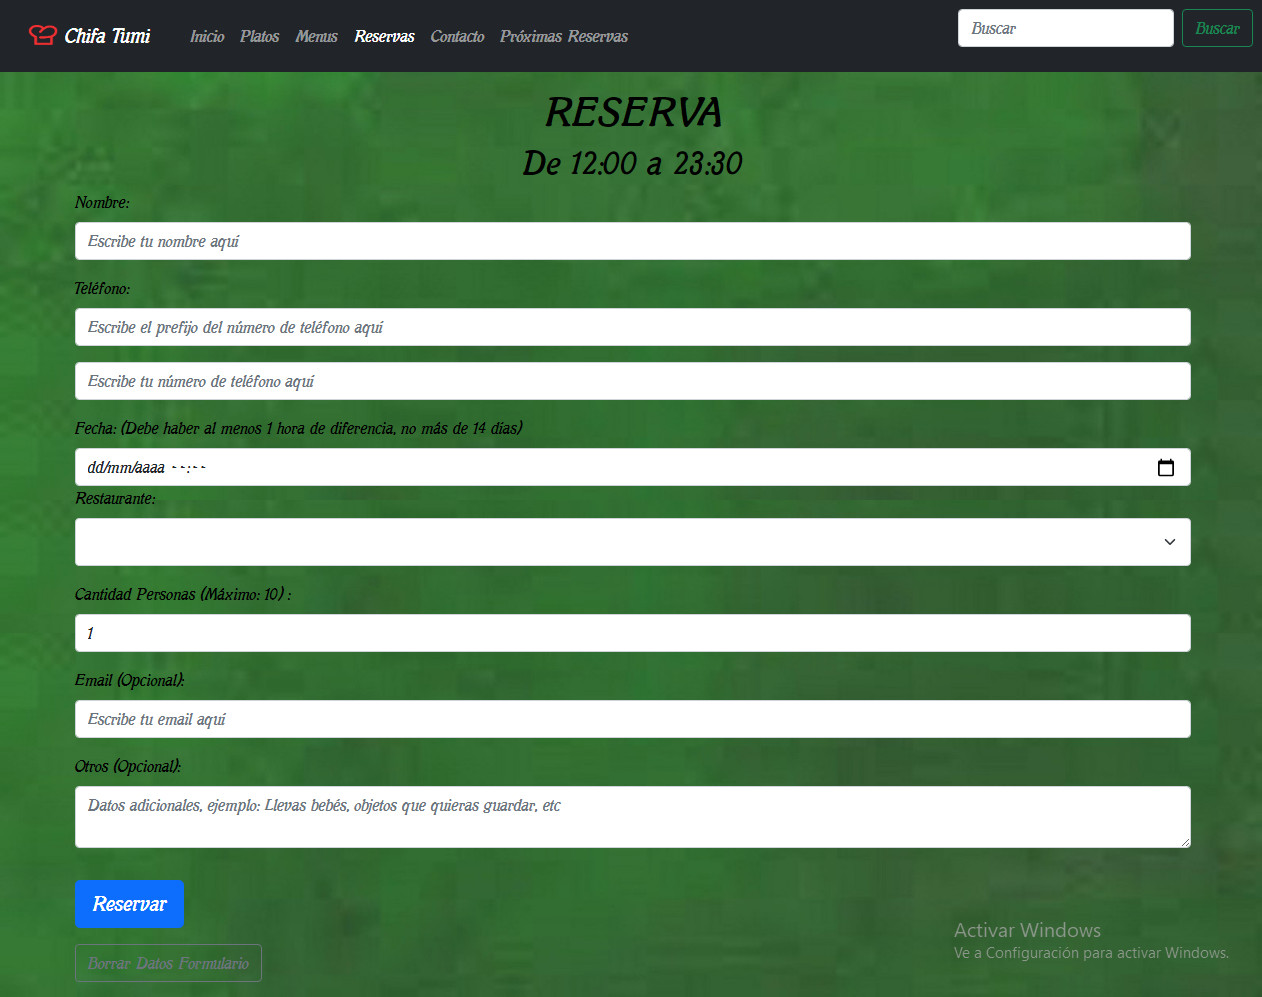 Chifa Tumi Inicio Platos Menus Reservas Contacto Próximas Reservas Buscar Buscar
RESERVA
De 12:00 a 23:30
Nombre:
Escribe tu nombre aquí
Teléfono:
Escribe el prefijo del número de teléfono aquí
Escribe tu número de teléfono aquí
Fecha: (Debe haber al menos 1 hora de diferencia, no más de 14 días)
dd/mm/aaaa --:--
Restaurante:
Cantidad Personas (Máximo: 10) :
1
Email (Opcional):
Escribe tu email aquí
Otros (Opcional):
Datos adicionales, ejemplo: Llevas bebés, objetos que quieras guardar, etc
Reservar
Borrar Datos Formulario
Activar Windows
Ve a Configuración para activar Windows.